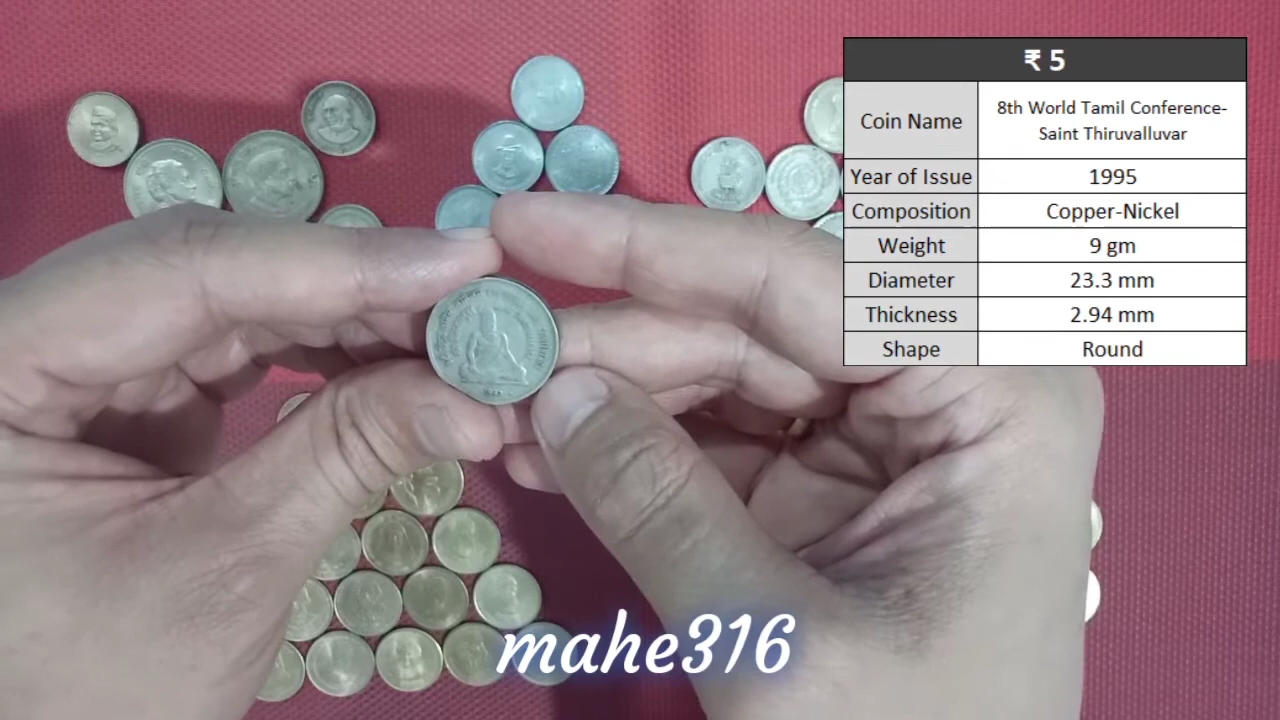 ₹ 5
Coin Name 8th World Tamil Conference-
Saint Thiruvalluvar
Year of Issue 1995
Composition Copper-Nickel
Weight 9 gm
Diameter 23.3 mm
Thickness 2.94 mm
Shape Round
mahe316